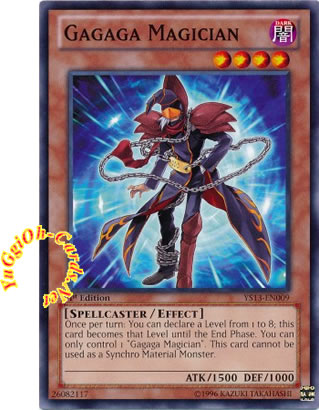 GAGAGA MAGICIAN
DARK
闇
YuGgiOh-Cards.Net
1st Edition
YS13-EN009
[SPELLCASTER / EFFECT]
Once per turn: You can declare a Level from 1 to 8; this
card becomes that Level until the End Phase. You can
only control 1 "Gagaga Magician". This card cannot
be used as a Synchro Material Monster.
ATK/1500 DEF/1000
26082117
©1996 KAZUKI TAKAHASHI